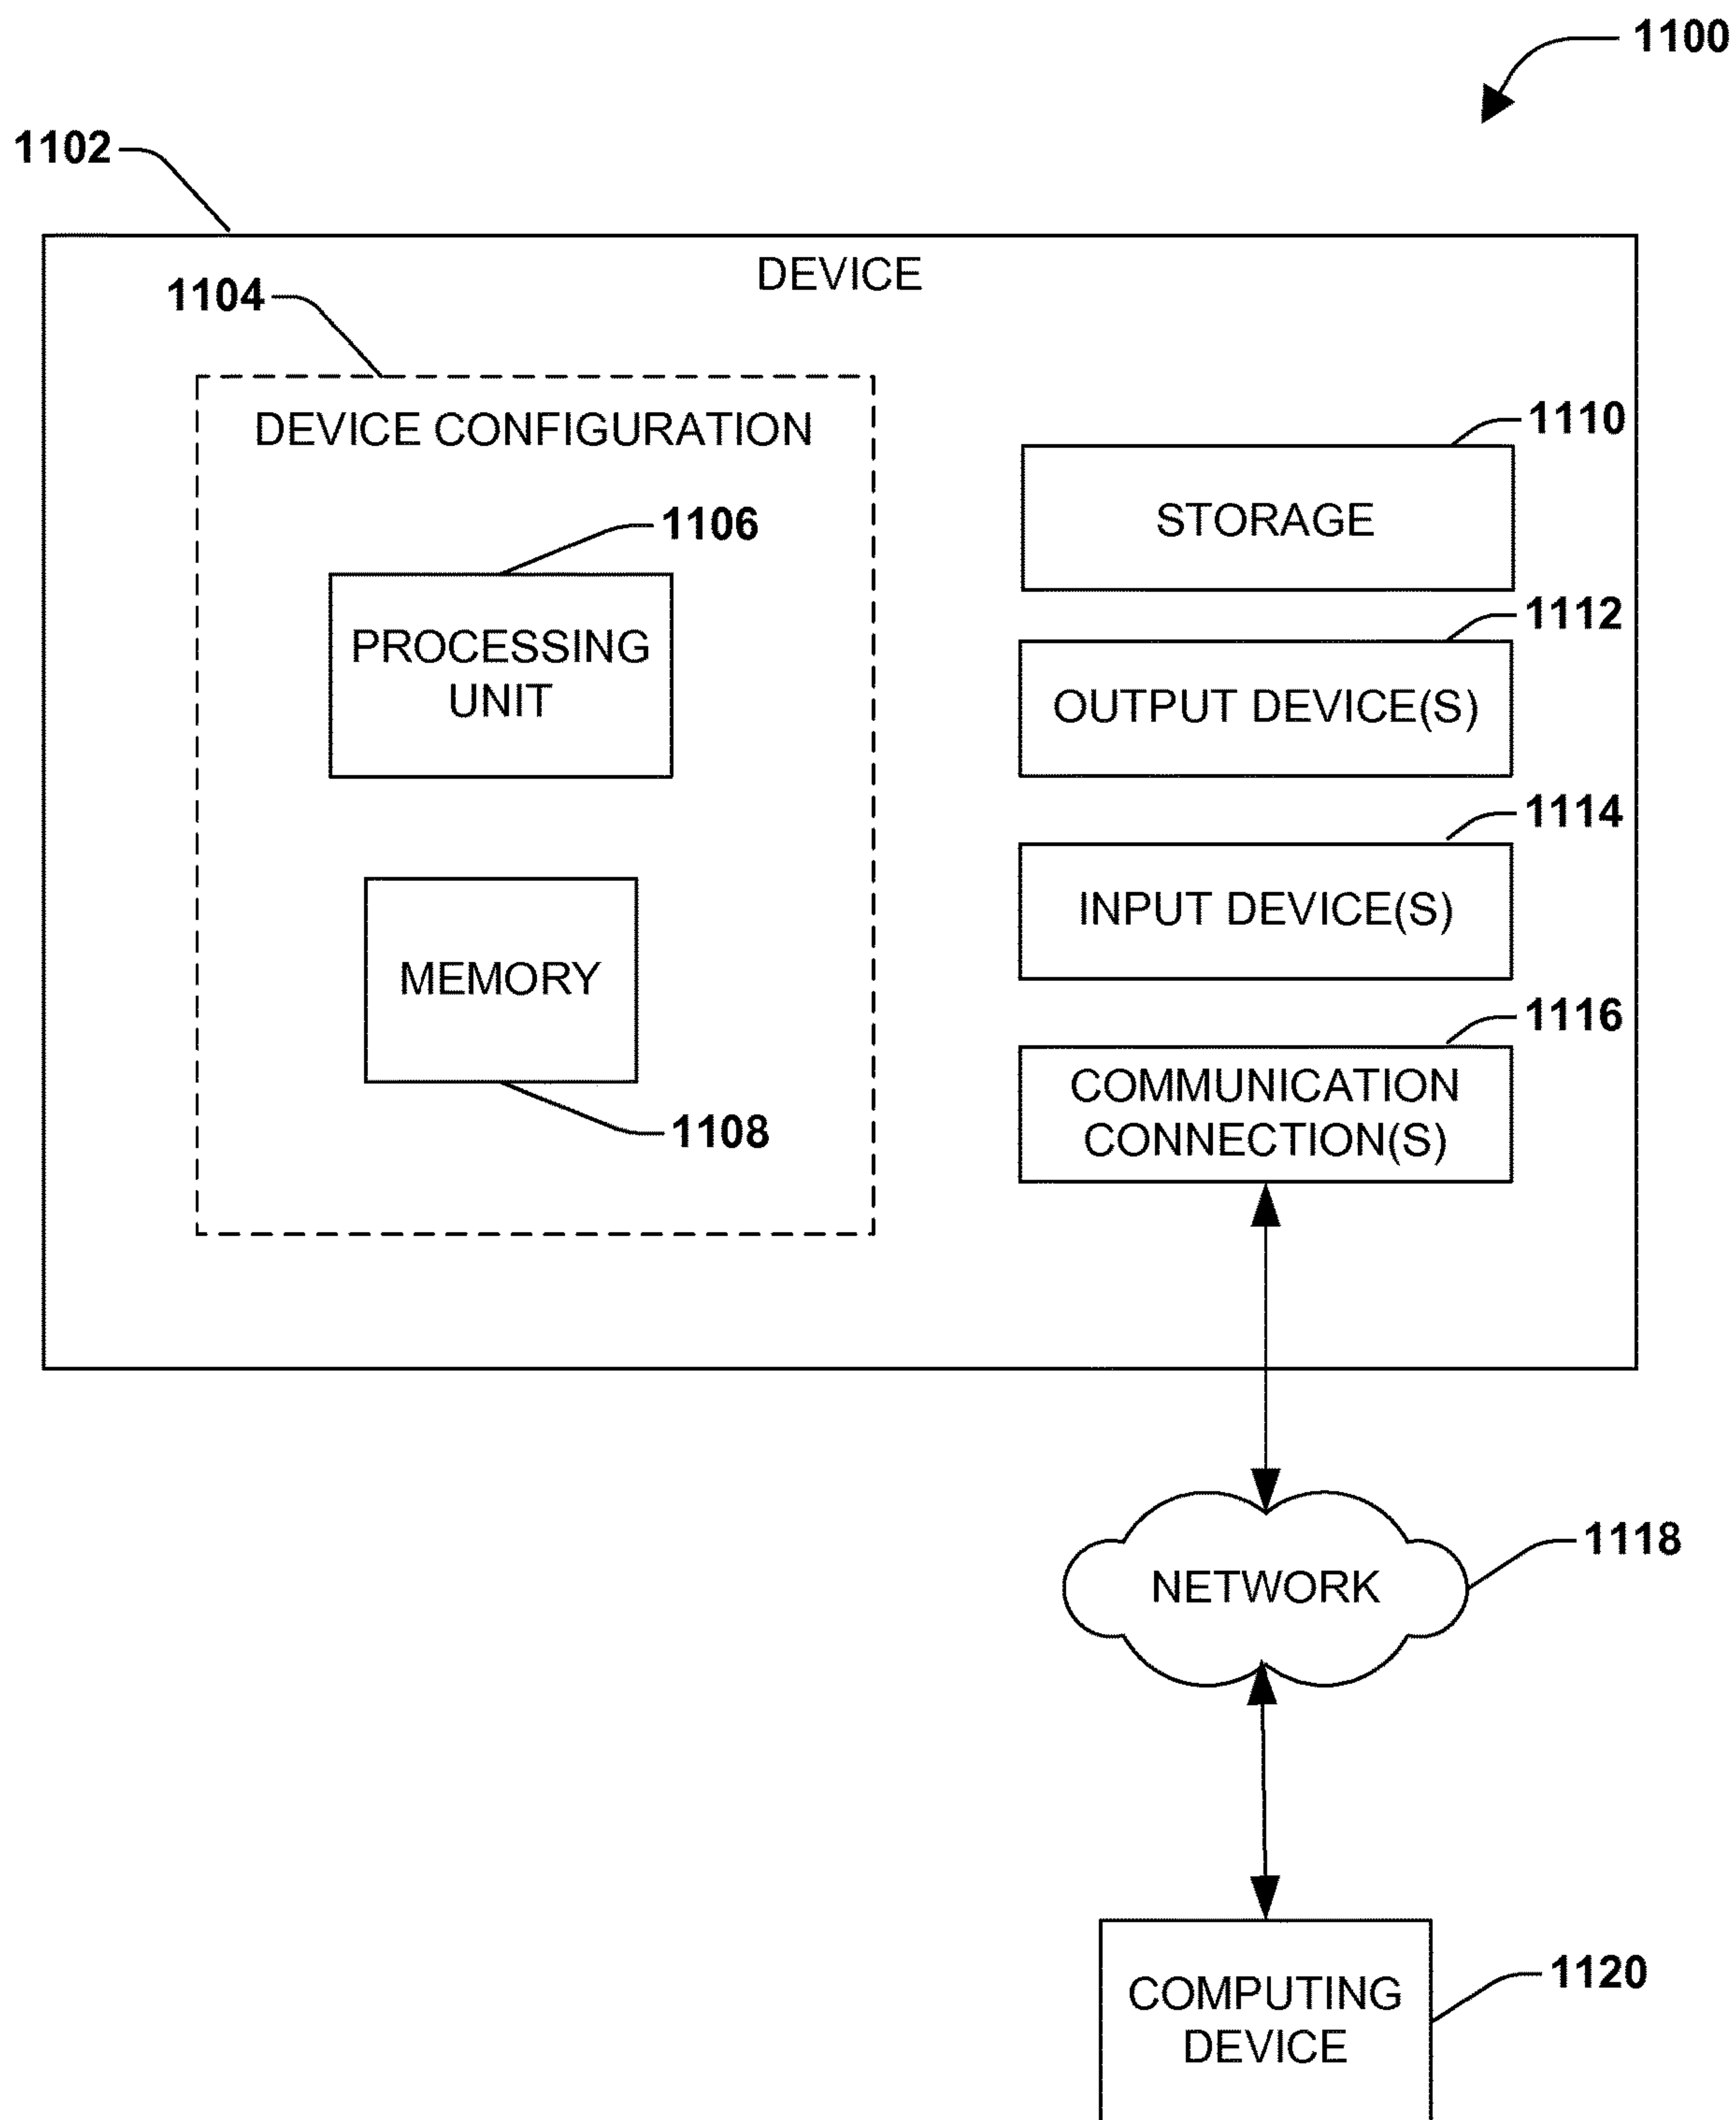 1100
1102
DEVICE
1104
DEVICE CONFIGURATION
1106
PROCESSING
UNIT
MEMORY
1108
1110
STORAGE
1112
OUTPUT DEVICE(S)
1114
INPUT DEVICE(S)
1116
COMMUNICATION
CONNECTION(S)
NETWORK
1118
COMPUTING
DEVICE
1120